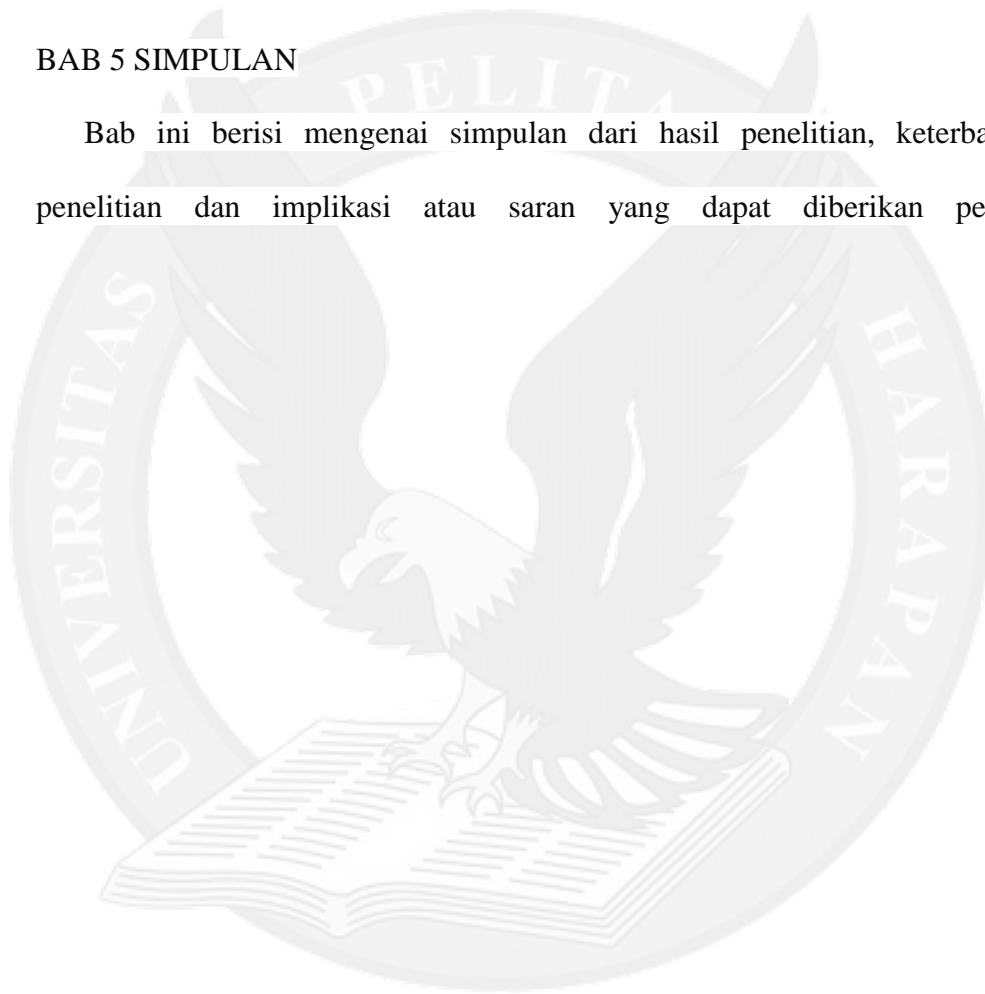 BAB 5 SIMPULAN
Bab ini berisi mengenai simpulan dari hasil penelitian,
penelitian dan implikasi atau saran yang dapat diberikan
UNIVERSITAS PELITA HARAPAN